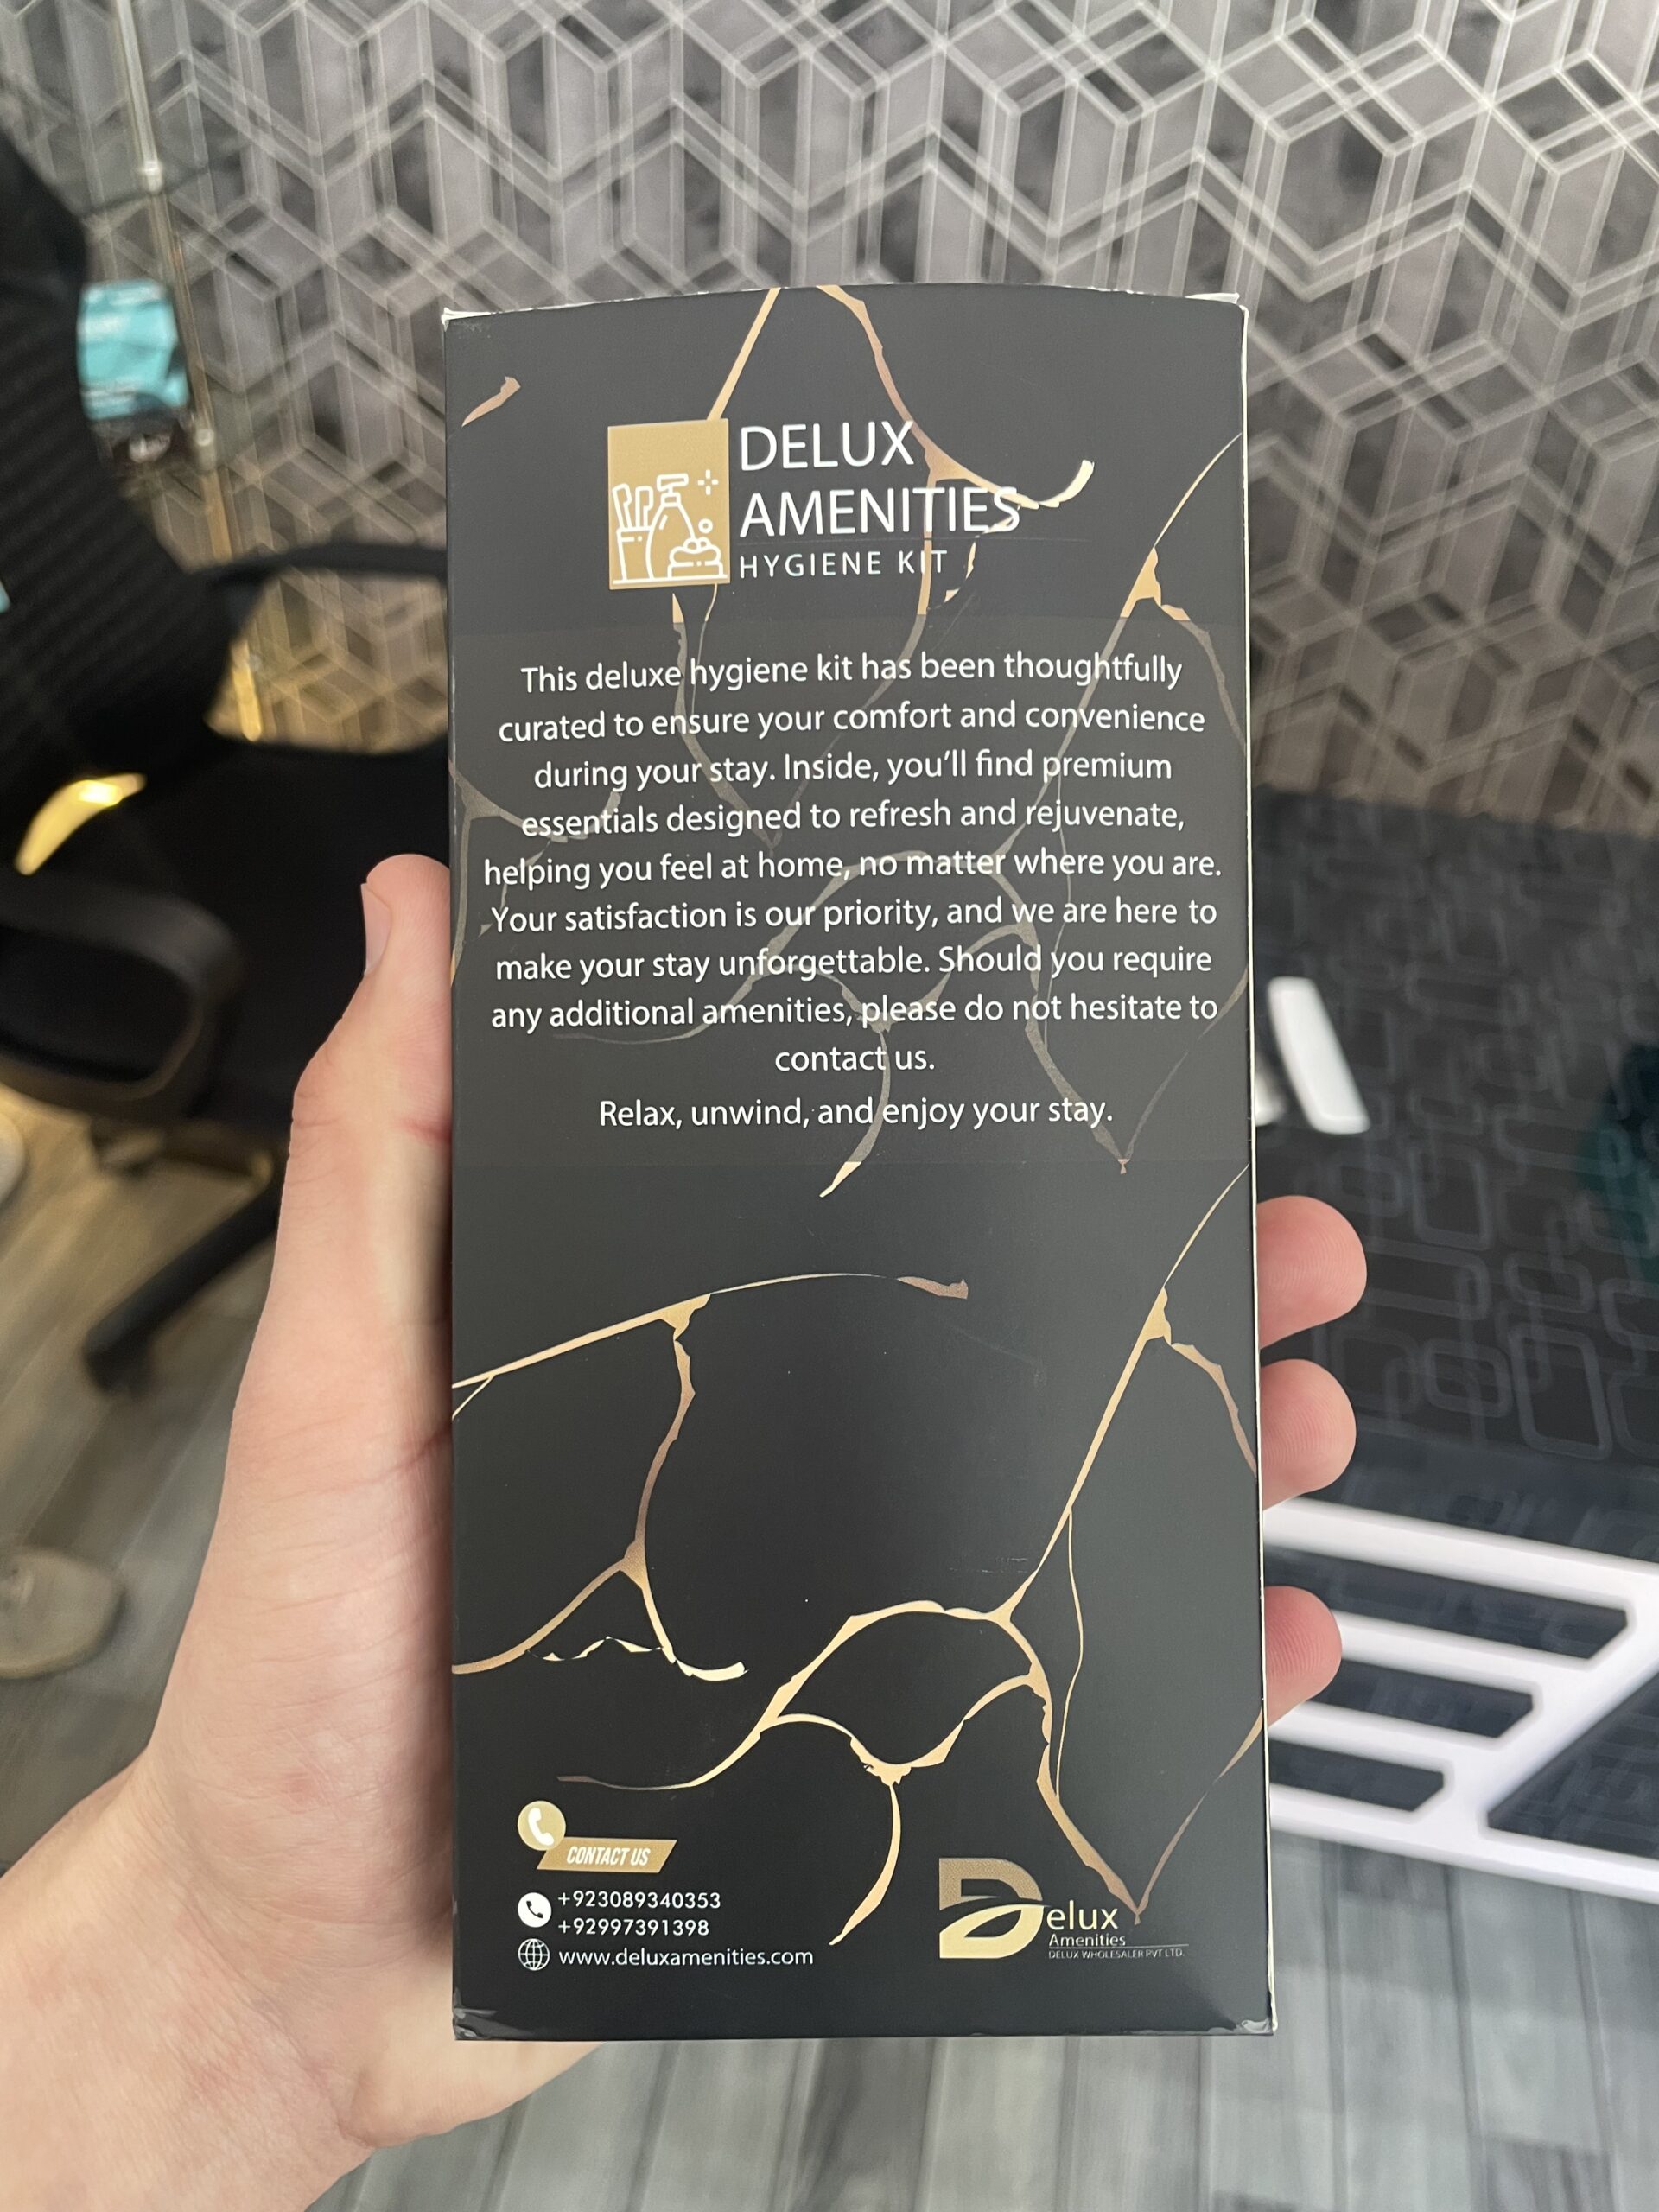 DELUX
AMENITIES
HYGIENE KIT
This deluxe hygiene kit has been thoughtfully
curated to ensure your comfort and convenience
during your stay. Inside, you’ll find premium
essentials designed to refresh and rejuvenate,
helping you feel at home, no matter where you are.
Your satisfaction is our priority, and we are here to
make your stay unforgettable. Should you require
any additional amenities, please do not hesitate to
contact us.
Relax, unwind, and enjoy your stay.
CONTACT US
+923089340353
+92997391398
www.deluxamenities.com
Delux
Amenities
DELUX WHOLESALER PVT LTD.